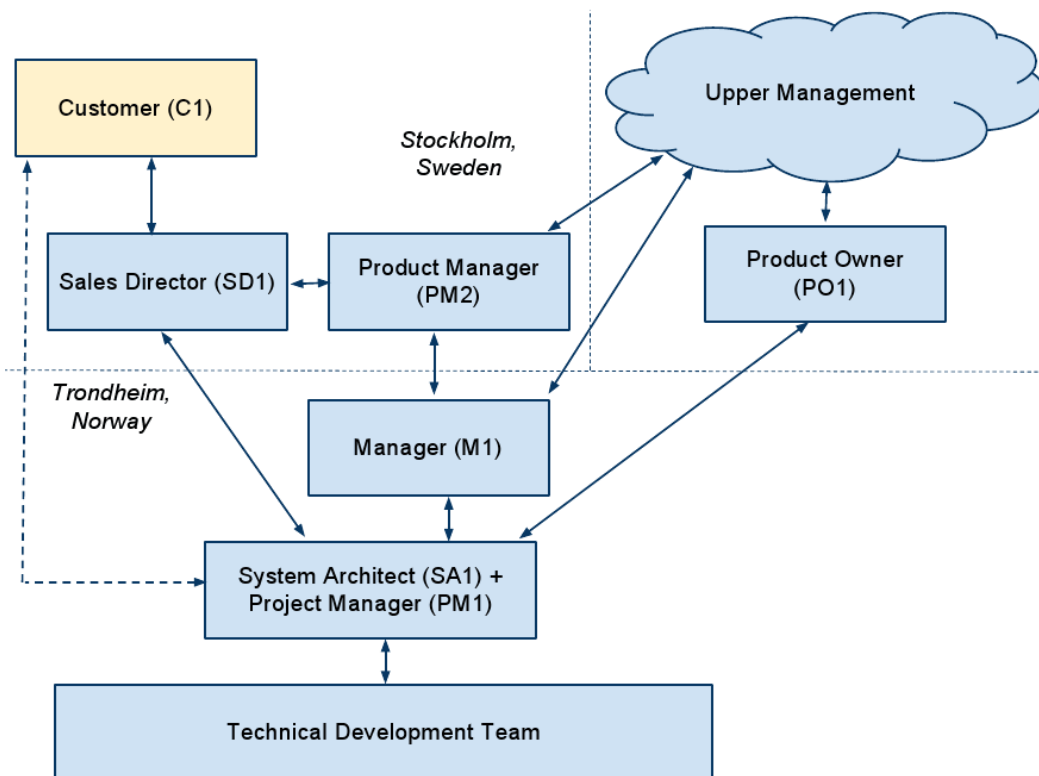 Customer (C1)
Upper Management
Stockholm,
Sweden
Sales Director (SD1)
Product Manager
(PM2)
Product Owner
(PO1)
Trondheim,
Norway
Manager (M1)
System Architect (SA1) +
Project Manager (PM1)
Technical Development Team